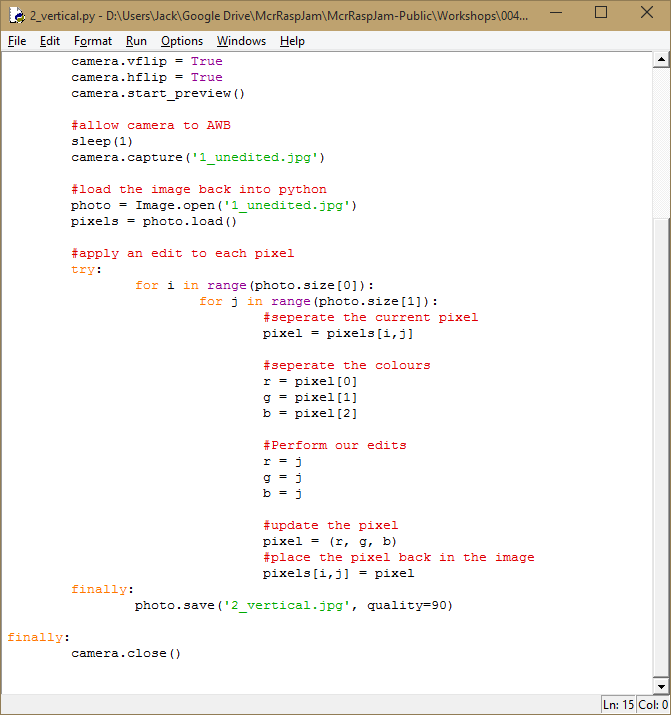 2_vertical.py - D:\Users\Jack\Google Drive\McrRaspJam\McrRaspJam-Public\Workshops\004...
File Edit Format Run Options Windows Help
camera.vflip = True
camera.hflip = True
camera.start_preview()
#allow camera to AWB
sleep(1)
camera.capture('1_unedited.jpg')
#load the image back into python
photo = Image.open('1_unedited.jpg')
pixels = photo.load()
#apply an edit to each pixel
try:
for i in range(photo.size[0]):
for j in range(photo.size[1]):
#seperate the current pixel
pixel = pixels[i,j]
#seperate the colours
r = pixel[0]
g = pixel[1]
b = pixel[2]
#Perform our edits
r = j
g = j
b = j
#update the pixel
pixel = (r, g, b)
#place the pixel back in the image
pixels[i,j] = pixel
finally:
photo.save('2_vertical.jpg', quality=90)
finally:
camera.close()
Ln: 15 Col: 0